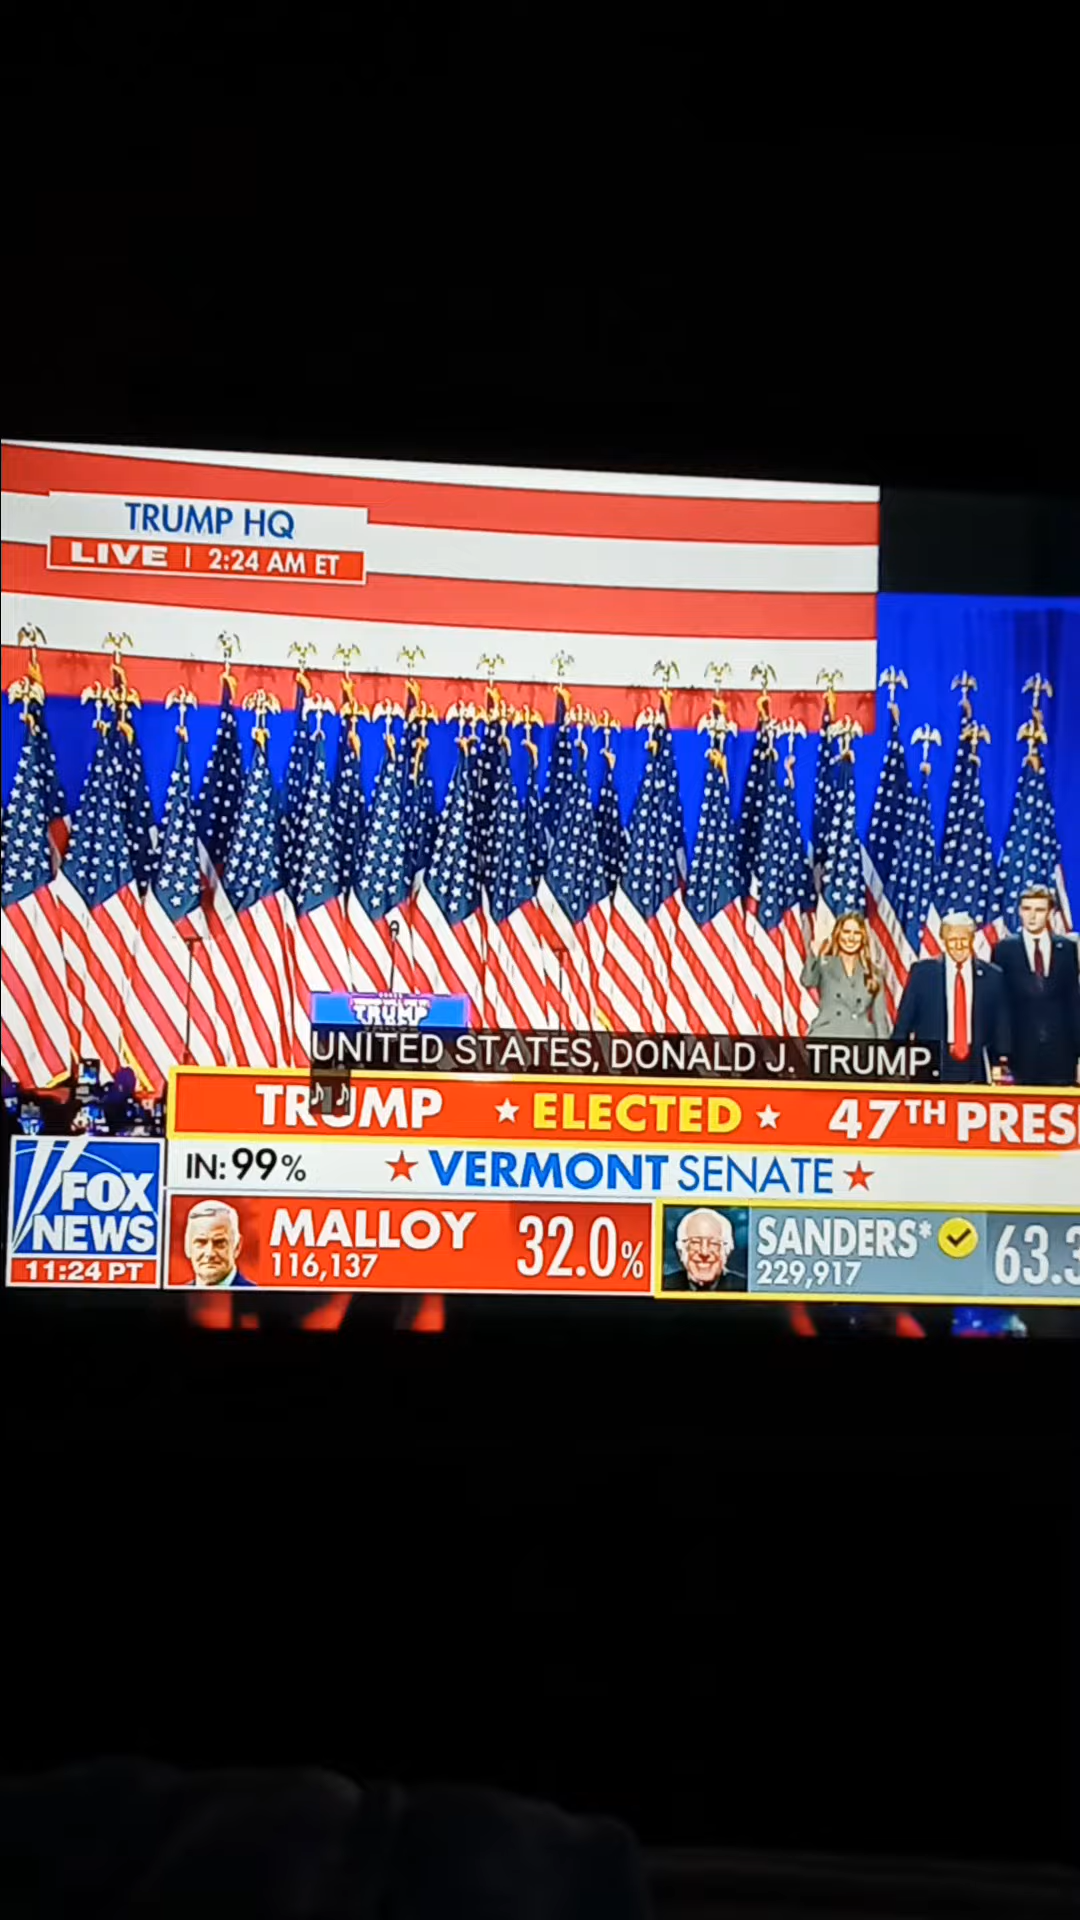 TRUMP HQ
LIVE | 2:24 AM ET
TRUMP
UNITED STATES, DONALD J. TRUMP.
♪ ♪
TRUMP ★ ELECTED ★ 47TH PRES
IN: 99% ★ VERMONT SENATE ★
FOX
NEWS
11:24 PT
MALLOY 32.0%
116,137
SANDERS* 63.3
229,917